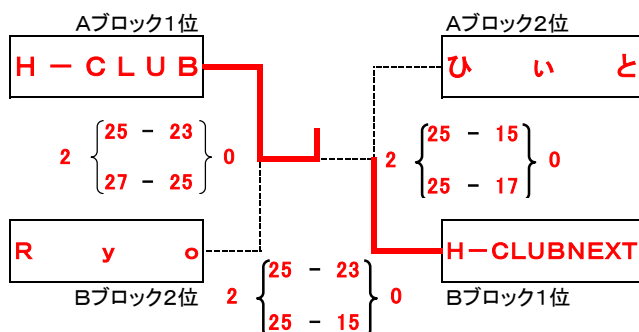 Aブロック1位
Aブロック2位
H－CLUB
ひぃと
25 － 23
2 0
27 － 25
25 － 15
2 0
25 － 17
Ryo
H－CLUBNEXT
Bブロック2位
Bブロック1位
25 － 23
2 0
25 － 15